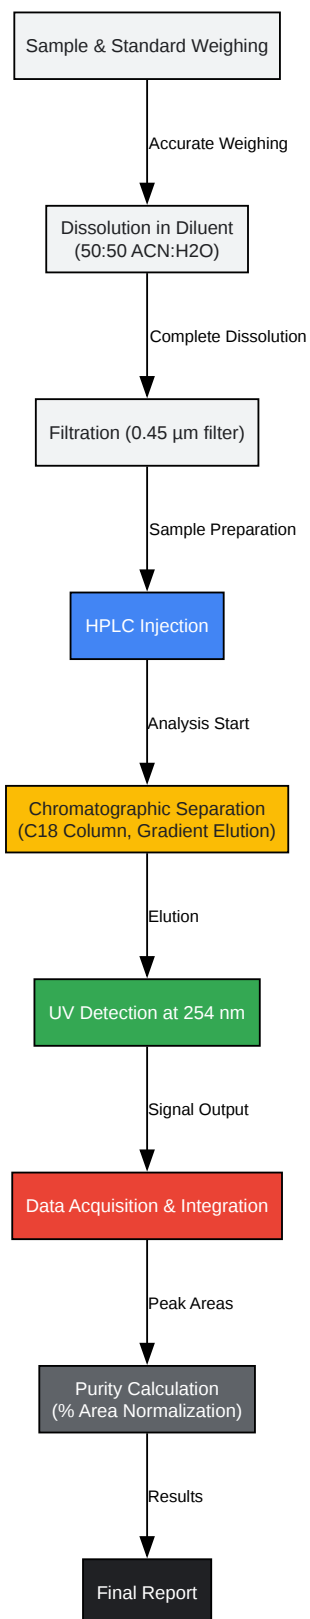 Sample & Standard Weighing
Accurate Weighing
Dissolution in Diluent
(50:50 ACN:H2O)
Complete Dissolution
Filtration (0.45 µm filter)
Sample Preparation
HPLC Injection
Analysis Start
Chromatographic Separation
(C18 Column, Gradient Elution)
Elution
UV Detection at 254 nm
Signal Output
Data Acquisition & Integration
Peak Areas
Purity Calculation
(% Area Normalization)
Results
Final Report